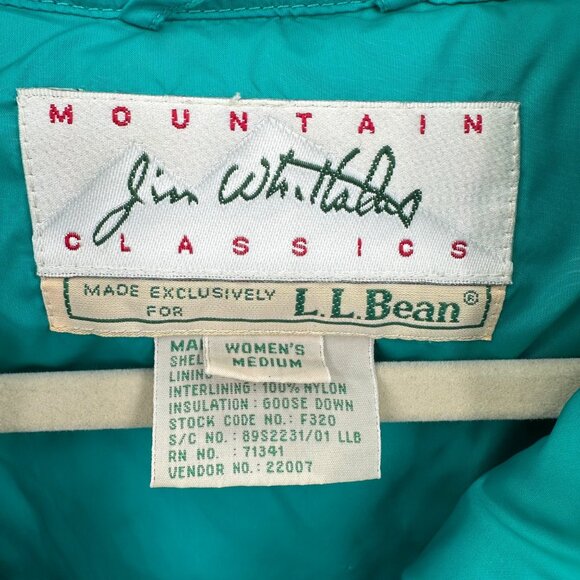 MOUNTAIN
Jim Whittaker
CLASSICS
MADE EXCLUSIVELY
FOR
L.L.Bean®
WOMEN'S
MEDIUM
INTERLINING: 100% NYLON
INSULATION: GOOSE DOWN
STOCK CODE NO.: F320
S/C NO.: 89S2231/01 LLB
RN NO.: 71341
VENDOR NO.: 22007